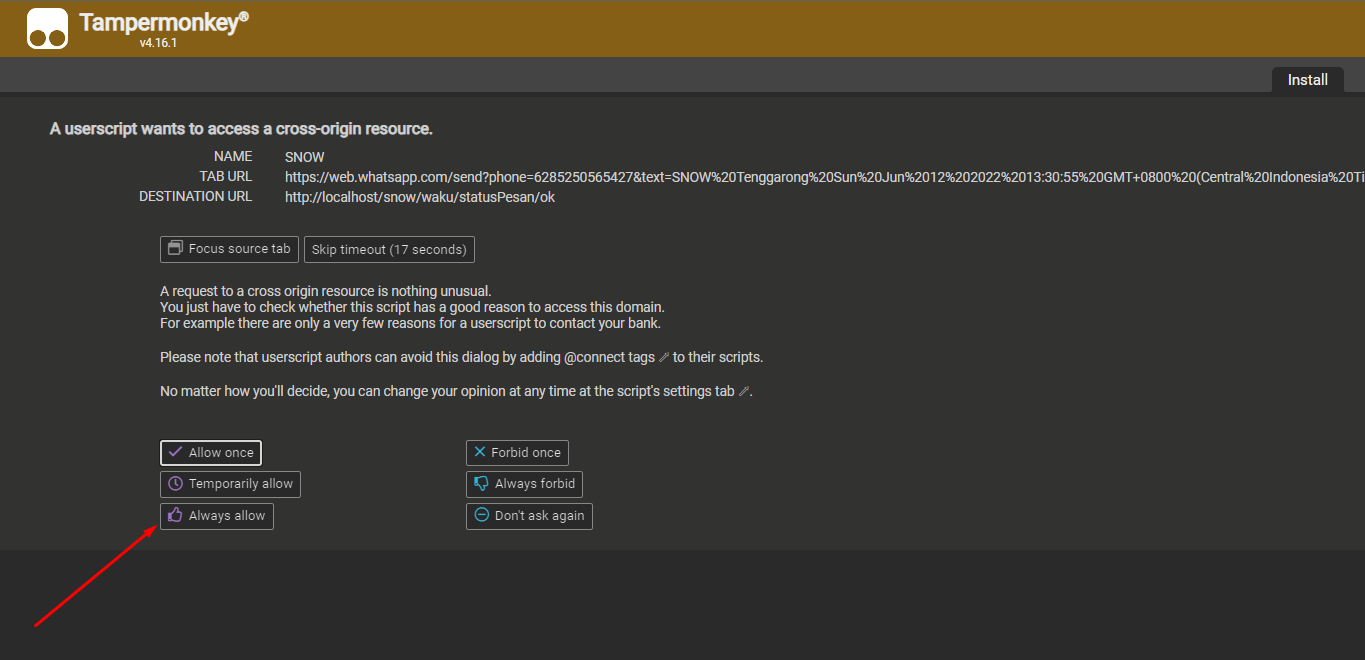 Tampermonkey®
v4.16.1
Install
A userscript wants to access a cross-origin resource.
NAME SNOW
TAB URL https://web.whatsapp.com/send?phone=6285250565427&text=SNOW%20Tenggarong%20Sun%20Jun%2012%202022%2013:30:55%20GMT+0800%20(Central%20Indonesia%20Ti
DESTINATION URL http://localhost/snow/waku/statusPesan/ok
Focus source tab Skip timeout (17 seconds)
A request to a cross origin resource is nothing unusual.
You just have to check whether this script has a good reason to access this domain.
For example there are only a very few reasons for a userscript to contact your bank.
Please note that userscript authors can avoid this dialog by adding @connect tags to their scripts.
No matter how you'll decide, you can change your opinion at any time at the script's settings tab .
Allow once Forbid once
Temporarily allow Always forbid
Always allow Don't ask again